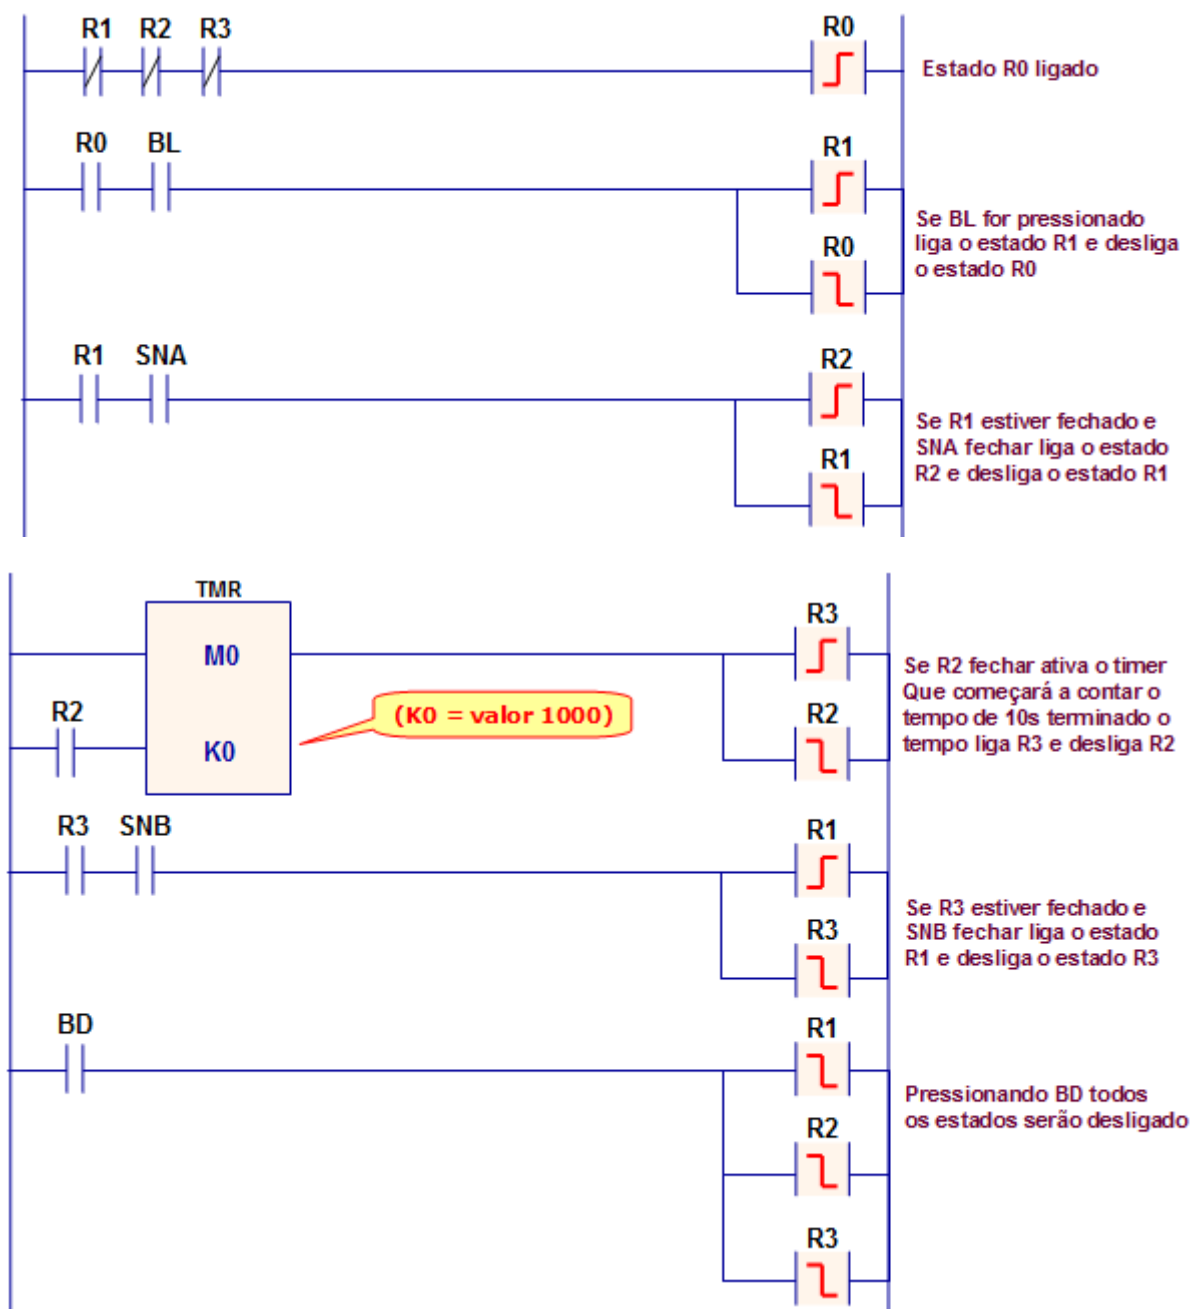 R1 R2 R3 R0
Estado R0 ligado
R0 BL R1
R0
Se BL for pressionado
liga o estado R1 e desliga
o estado R0
R1 SNA R2
R1
Se R1 estiver fechado e
SNA fechar liga o estado
R2 e desliga o estado R1
TMR
M0
R2
K0
(K0 = valor 1000)
R3
R2
Se R2 fechar ativa o timer
Que começará a contar o
tempo de 10s terminado o
tempo liga R3 e desliga R2
R3 SNB R1
R3
Se R3 estiver fechado e
SNB fechar liga o estado
R1 e desliga o estado R3
BD R1
R2
R3
Pressionando BD todos
os estados serão desligado